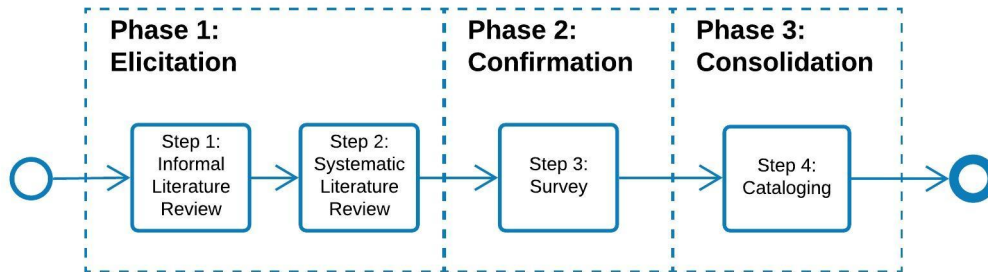 Phase 1:
Elicitation
Phase 2:
Confirmation
Phase 3:
Consolidation
Step 1:
Informal
Literature
Review
Step 2:
Systematic
Literature
Review
Step 3:
Survey
Step 4:
Cataloging